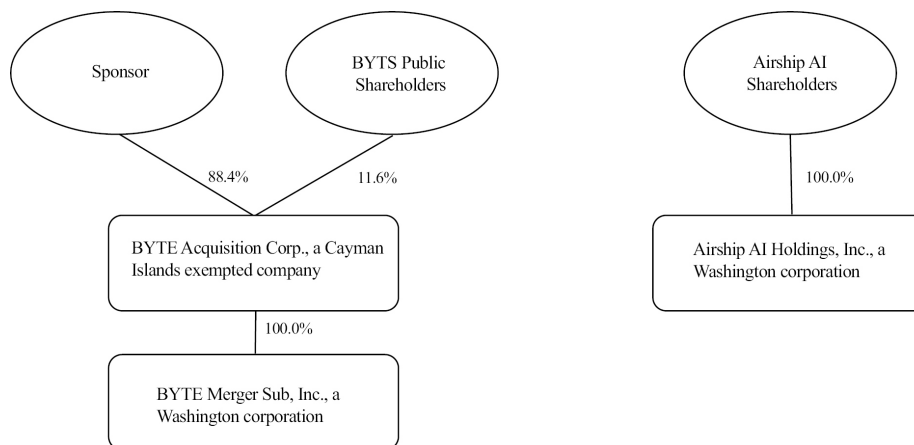 Sponsor
BYTS Public
Shareholders
Airship AI
Shareholders
88.4%
11.6%
100.0%
BYTE Acquisition Corp., a Cayman
Islands exempted company
Airship AI Holdings, Inc., a
Washington corporation
100.0%
BYTE Merger Sub, Inc., a
Washington corporation